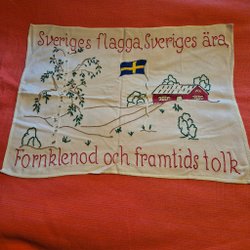 Sveriges flagga, Sveriges ära,
Fornklenod och framtids tolk